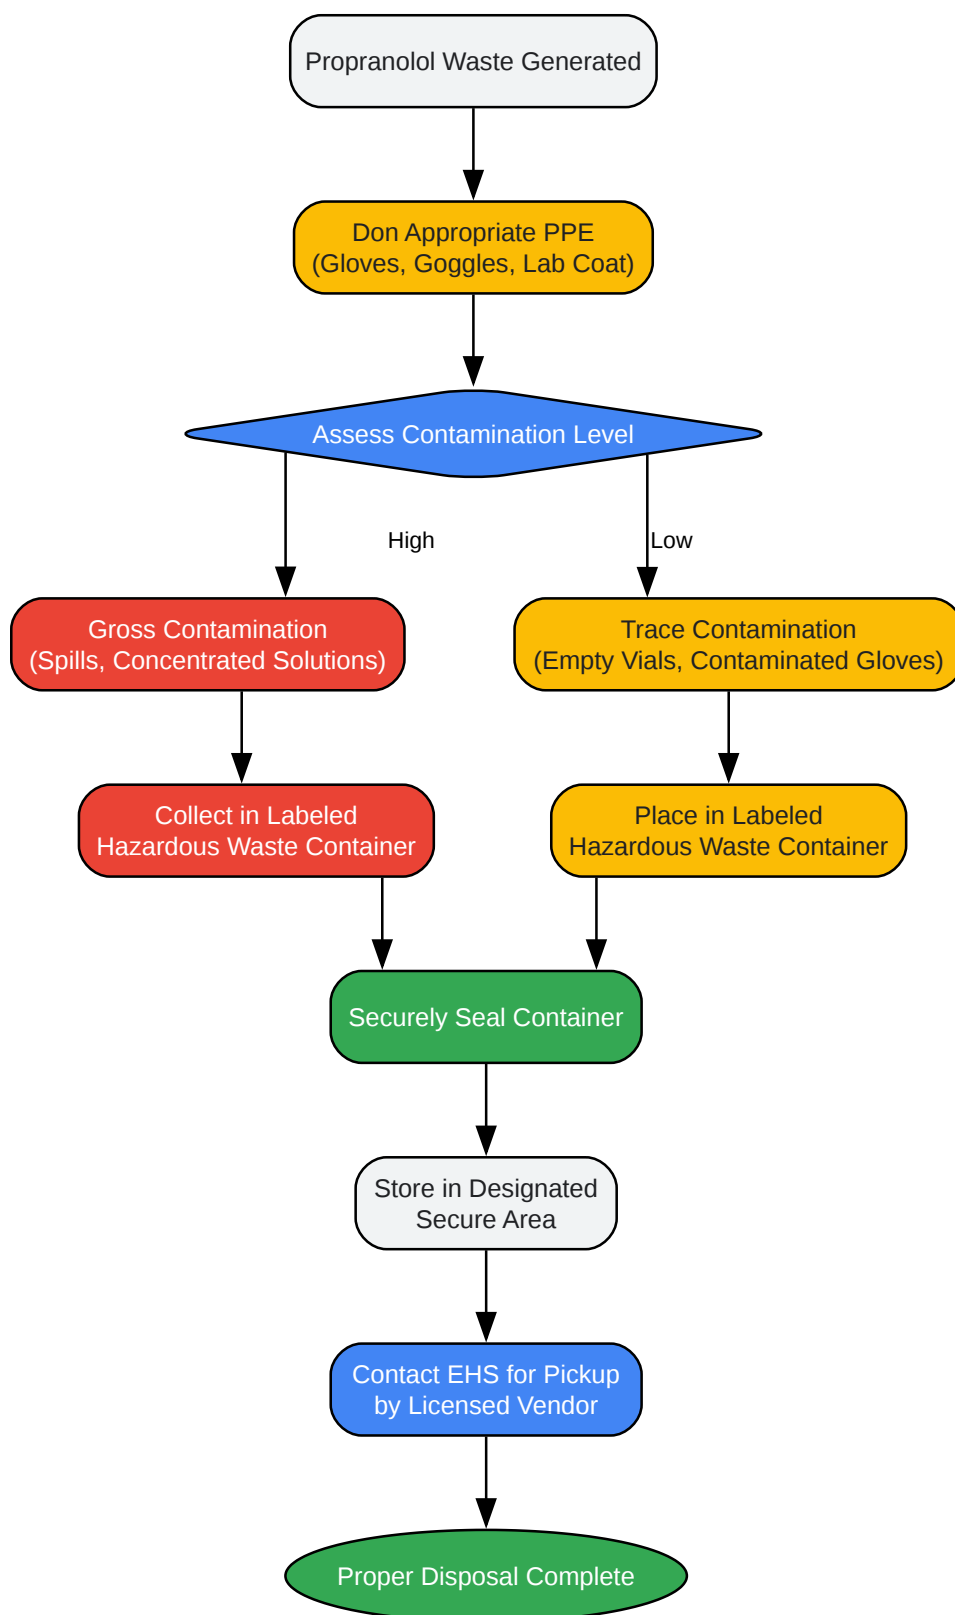 Propranolol Waste Generated
Don Appropriate PPE
(Gloves, Goggles, Lab Coat)
Assess Contamination Level
High
Low
Gross Contamination
(Spills, Concentrated Solutions)
Trace Contamination
(Empty Vials, Contaminated Gloves)
Collect in Labeled
Hazardous Waste Container
Place in Labeled
Hazardous Waste Container
Securely Seal Container
Store in Designated
Secure Area
Contact EHS for Pickup
by Licensed Vendor
Proper Disposal Complete